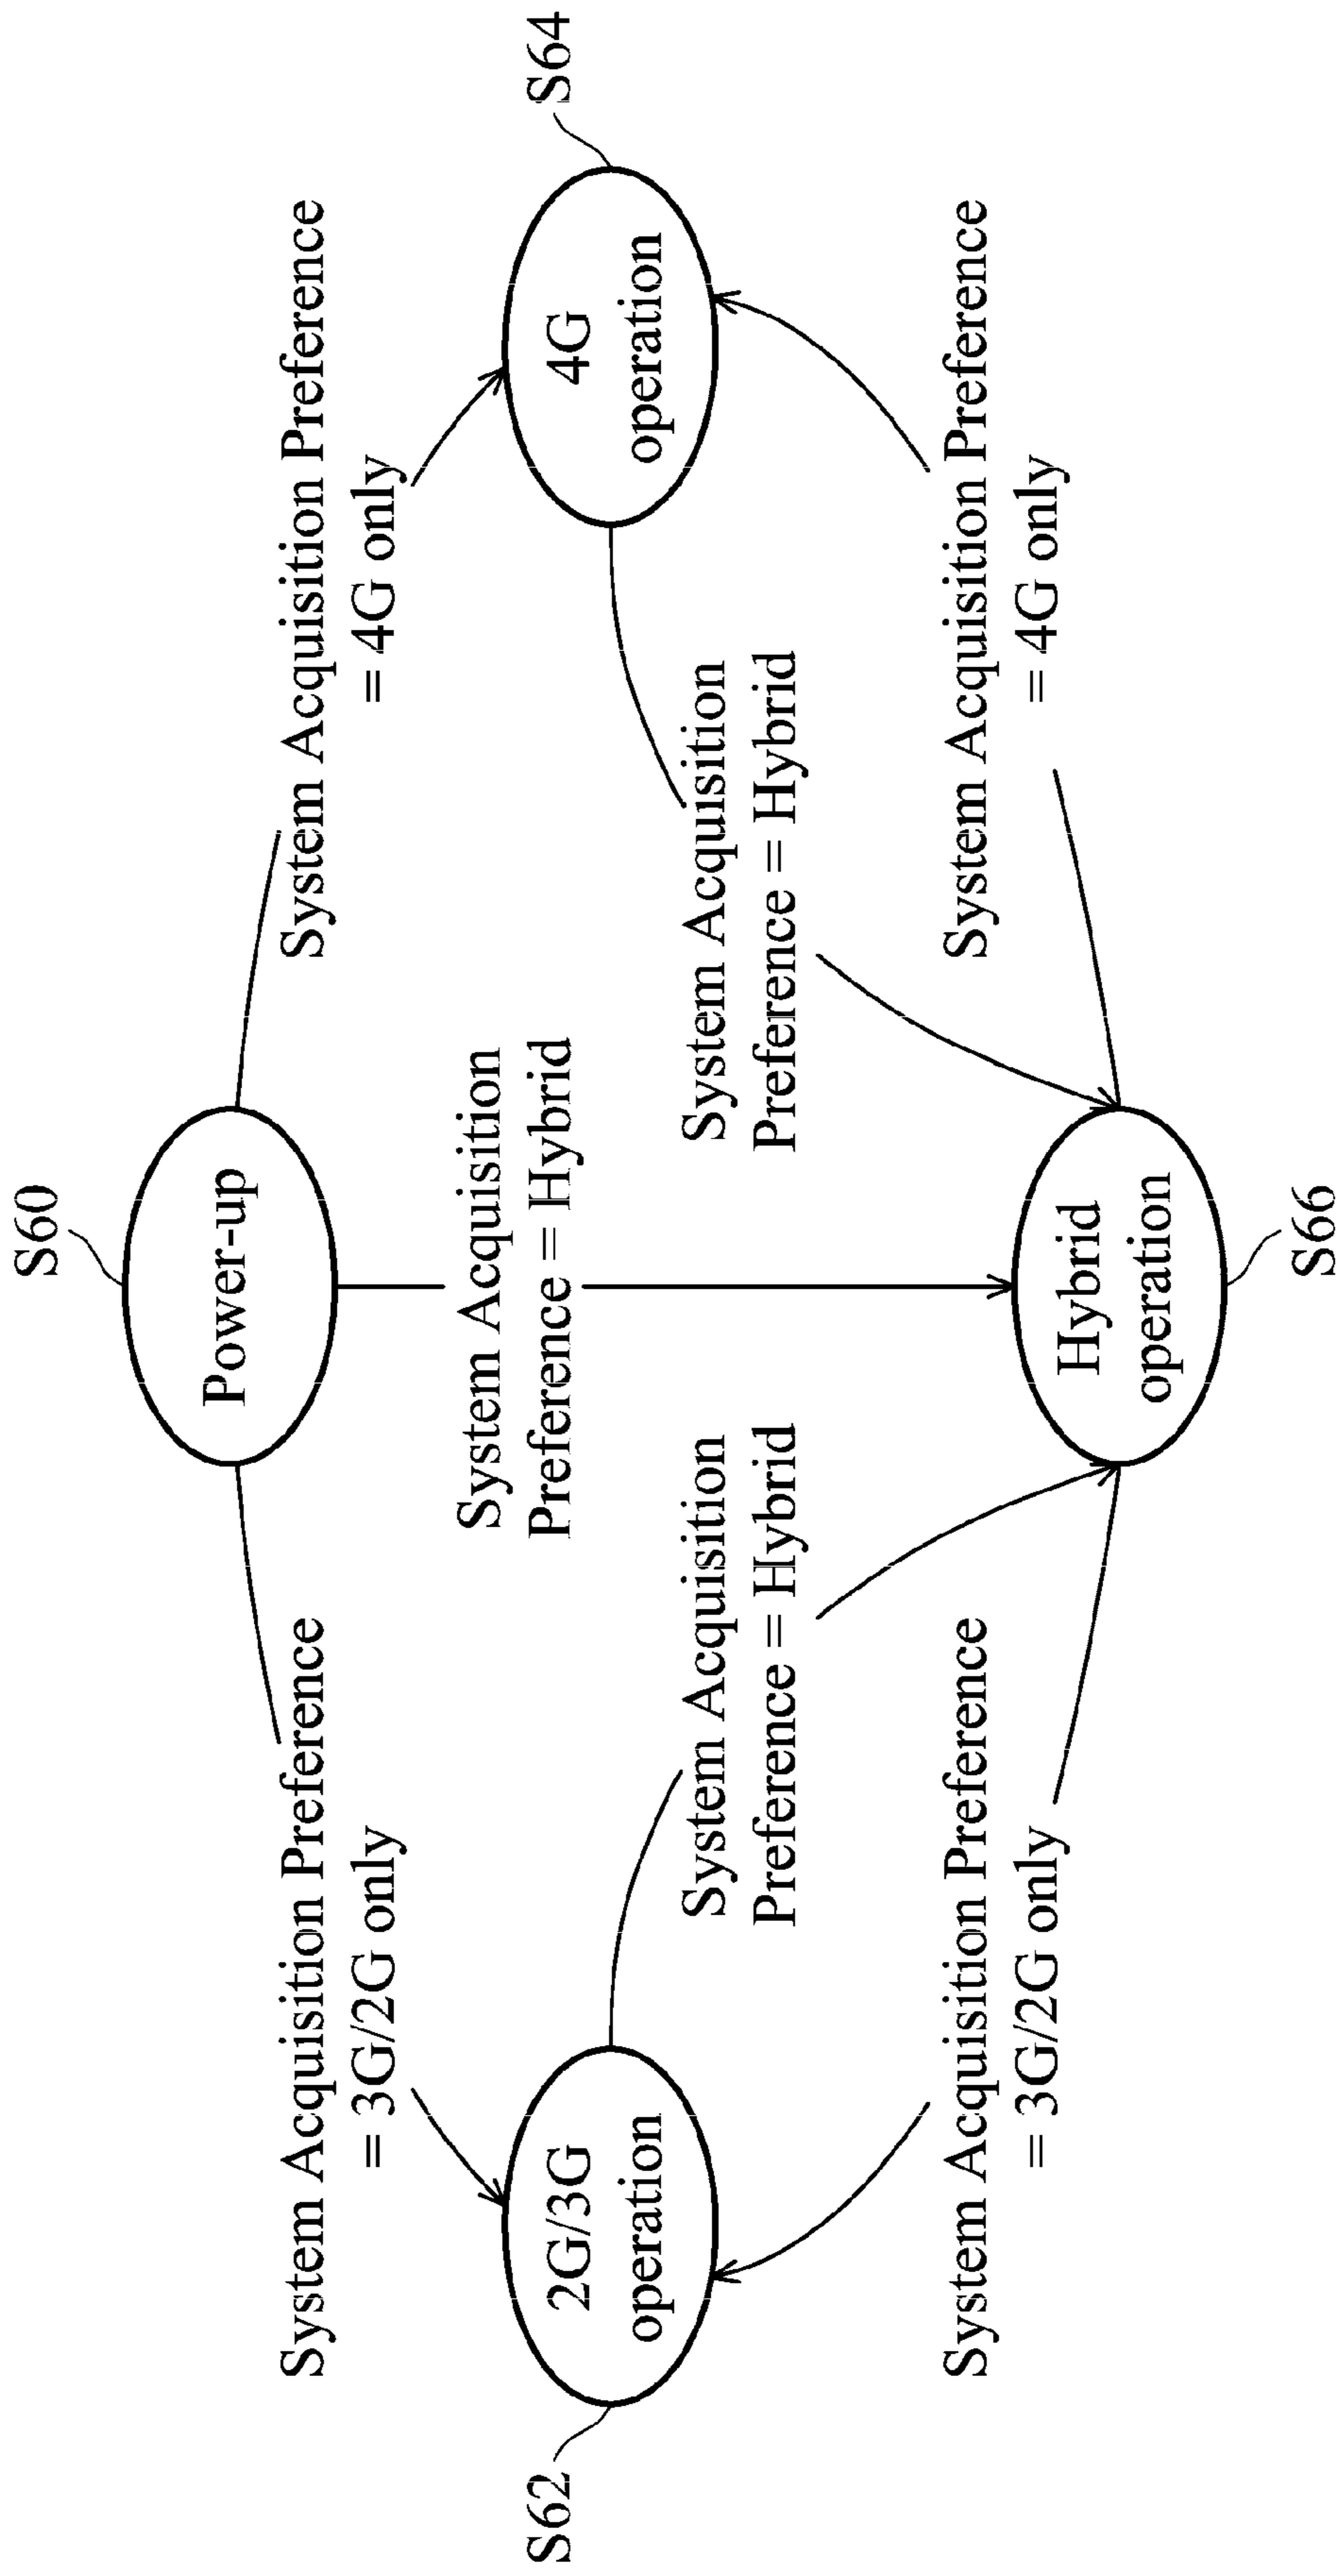 S60
Power-up
System Acquisition Preference
= 3G/2G only
System Acquisition Preference
= 4G only
System Acquisition
Preference = Hybrid
S62
2G/3G
operation
4G
operation
S64
System Acquisition
Preference = Hybrid
System Acquisition
Preference = Hybrid
System Acquisition Preference
= 3G/2G only
System Acquisition Preference
= 4G only
Hybrid
operation
S66